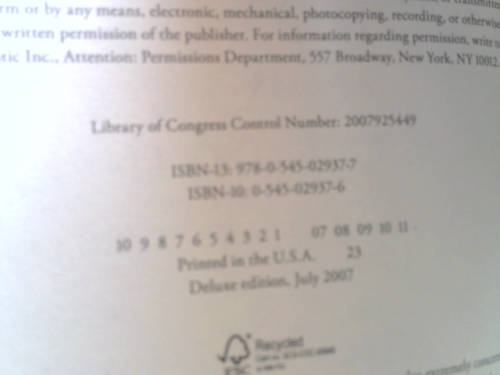 rm or by any means, electronic, mechanical, photocopying, recording, or otherwise
written permission of the publisher. For information regarding permission, write t
tic Inc., Attention: Permissions Department, 557 Broadway, New York, NY 10012.
Library of Congress Control Number: 2007925449
ISBN-13: 978-0-545-02937-7
ISBN-10: 0-545-02937-6
10 9 8 7 6 5 4 3 2 1 07 08 09 10 11
Printed in the U.S.A. 23
Deluxe edition, July 2007
Recycled
FSC
extremely